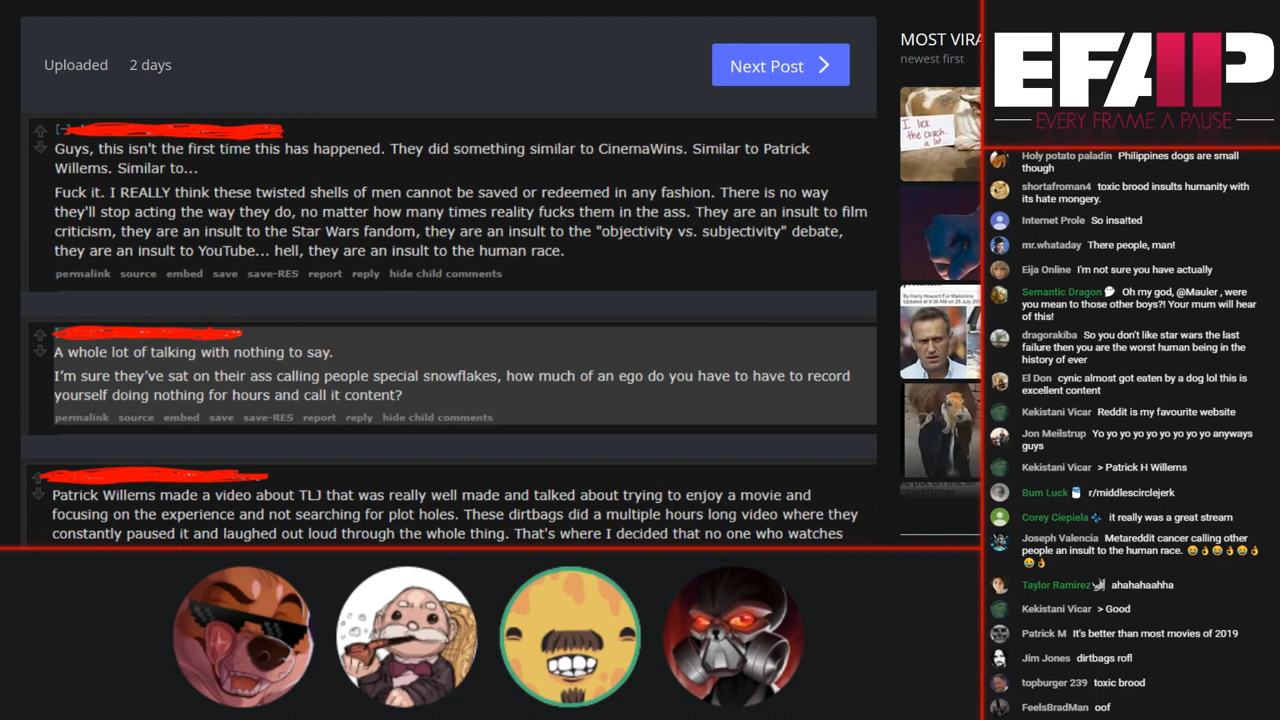 Uploaded 2 days
Next Post
Guys, this isn't the first time this has happened. They did something similar to CinemaWins. Similar to Patrick
Willems. Similar to...
Fuck it. I REALLY think these twisted shells of men cannot be saved or redeemed in any fashion. There is no way
they'll stop acting the way they do, no matter how many times reality fucks them in the ass. They are an insult to film
criticism, they are an insult to the Star Wars fandom, they are an insult to the "objectivity vs. subjectivity" debate,
they are an insult to YouTube... hell, they are an insult to the human race.
permalink source embed save save-RES report reply hide child comments
A whole lot of talking with nothing to say.
I'm sure they've sat on their ass calling people special snowflakes, how much of an ego do you have to have to record
yourself doing nothing for hours and call it content?
permalink source embed save save-RES report reply hide child comments
Patrick Willems made a video about TLJ that was really well made and talked about trying to enjoy a movie and
focusing on the experience and not searching for plot holes. These dirtbags did a multiple hours long video where they
constantly paused it and laughed out loud through the whole thing. That's where I decided that no one who watches
MOST VIRA
newest first
I lick
the couch.
a lot
By Harry Howard For Mailonline
EFAP
EVERY FRAME A PAUSE
Holy potato paladin Philippines dogs are small
though
shortafroman4 toxic brood insults humanity with
its hate mongery.
Internet Prole So insa!ted
mr.whataday There people, man!
Eija Online I'm not sure you have actually
Semantic Dragon Oh my god, @Mauler , were
you mean to those other boys?! Your mum will hear
of this!
dragorakiba So you don't like star wars the last
failure then you are the worst human being in the
history of ever
El Don cynic almost got eaten by a dog lol this is
excellent content
Kekistani Vicar Reddit is my favourite website
Jon Meilstrup Yo yo yo yo yo yo yo yo yo anyways
guys
Kekistani Vicar > Patrick H Willems
Bum Luck r/middlescirclejerk
Corey Ciepiela it really was a great stream
Joseph Valencia Metareddit cancer calling other
people an insult to the human race. 😂👌😂👌😂👌
😂👌
Taylor Ramirez ahahahaahha
Kekistani Vicar > Good
Patrick M It's better than most movies of 2019
Jim Jones dirtbags rofl
topburger 239 toxic brood
FeelsBradMan oof